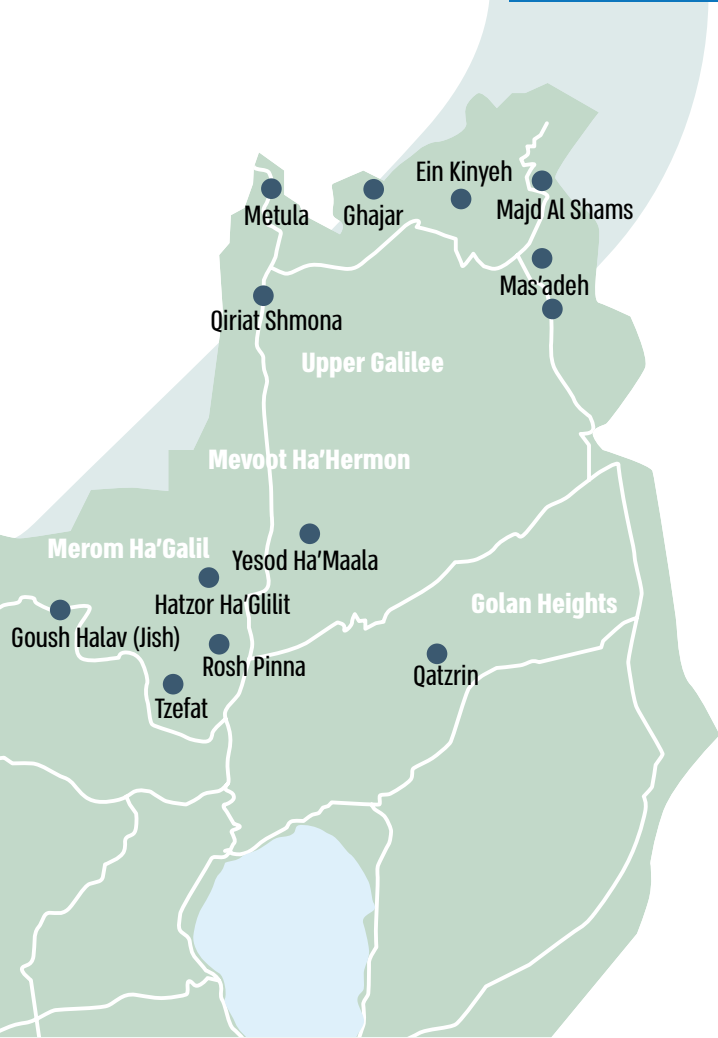 Ein Kinyeh
Metula
Ghajar
Majd Al Shams
Mas'adeh
Qiriat Shmona
Upper Galilee
Mevoot Ha'Hermon
Merom Ha'Galil
Yesod Ha'Maala
Hatzor Ha'Glilit
Golan Heights
Goush Halav (Jish)
Rosh Pinna
Qatzrin
Tzefat